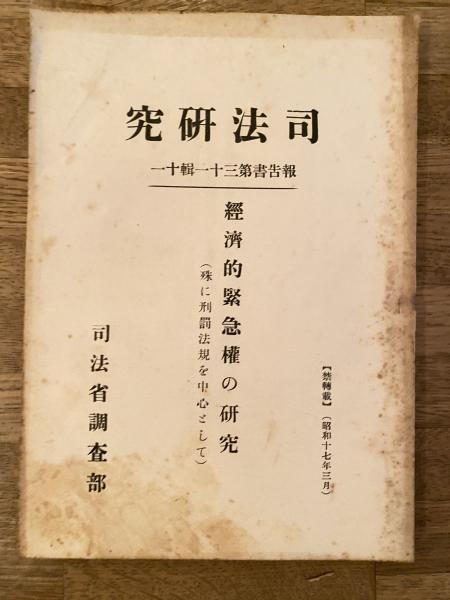 司法研究
報告書第三十一輯十一
【禁轉載】（昭和十七年三月）
經濟的緊急權の研究
（殊に刑罰法規を中心として）
司法省調査部